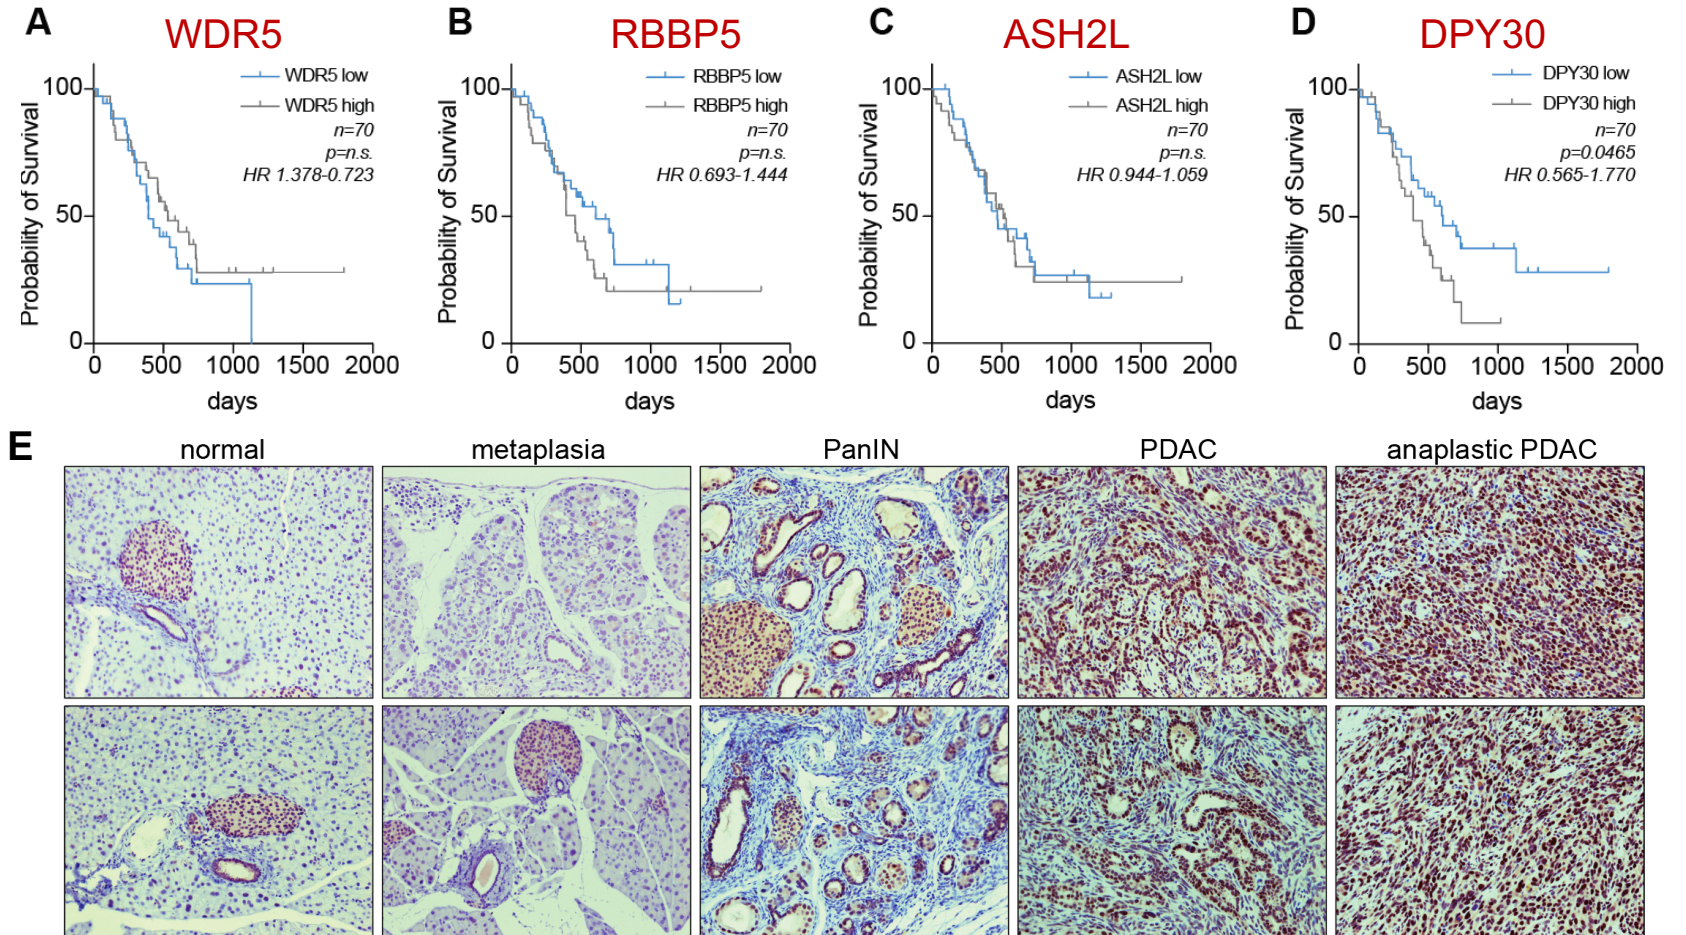 A WDR5
100
50
0
Probability of Survival
WDR5 low
WDR5 high
n=70
p=n.s.
HR 1.378-0.723
0 500 1000 1500 2000
days
B RBBP5
100
50
0
Probability of Survival
RBBP5 low
RBBP5 high
n=70
p=n.s.
HR 0.693-1.444
0 500 1000 1500 2000
days
C ASH2L
100
50
0
Probability of Survival
ASH2L low
ASH2L high
n=70
p=n.s.
HR 0.944-1.059
0 500 1000 1500 2000
days
D DPY30
100
50
0
Probability of Survival
DPY30 low
DPY30 high
n=70
p=0.0465
HR 0.565-1.770
0 500 1000 1500 2000
days
E
normal metaplasia PanIN PDAC anaplastic PDAC